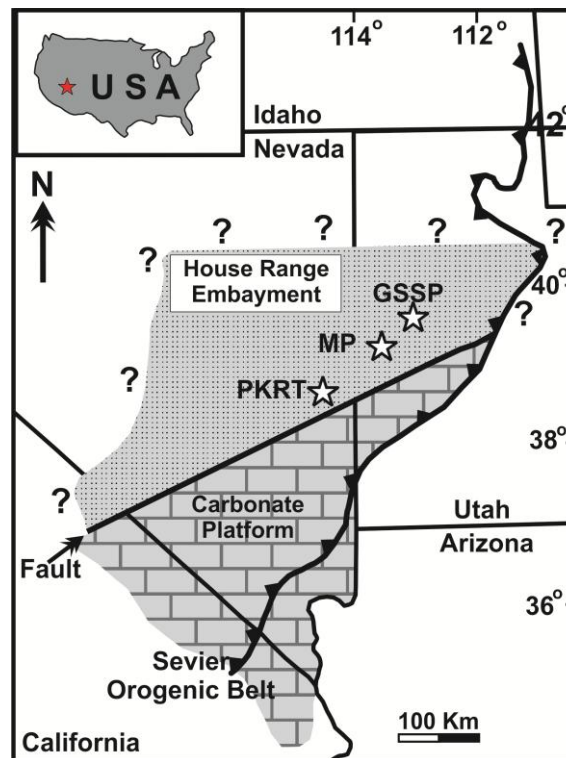 114°
112°
USA
Idaho
42°
Nevada
N
?
?
?
?
?
House Range
Embayment
40°
GSSP
?
MP
?
PKRT
38°
?
Carbonate
Platform
Utah
Arizona
Fault
36°
Sevier
Orogenic Belt
100 Km
California